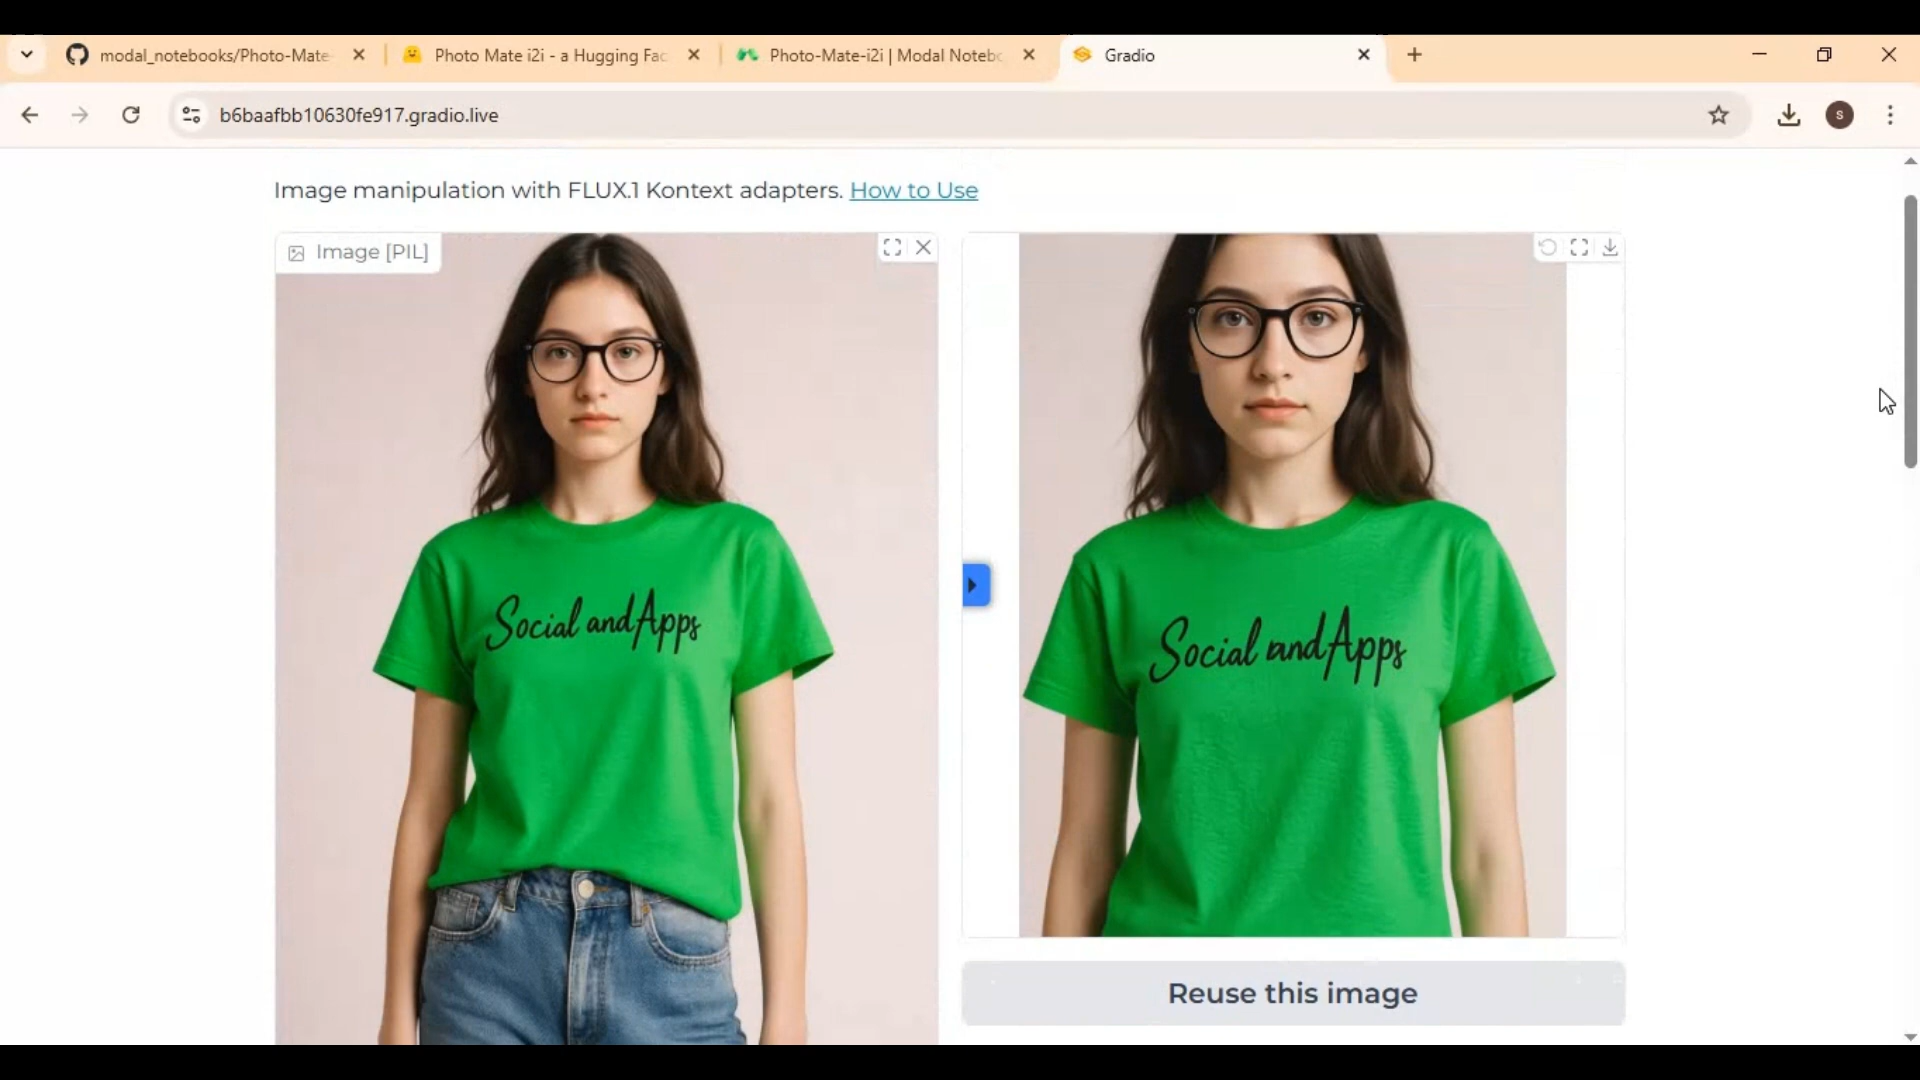 modal_notebooks/Photo-Mate-
Photo Mate i2i - a Hugging Fac
Photo-Mate-i2i | Modal Notebo
Gradio
b6baafbb10630fe917.gradio.live
S
Image manipulation with FLUX.1 Kontext adapters. How to Use
Image [PIL]
Social and Apps
Social and Apps
Reuse this image